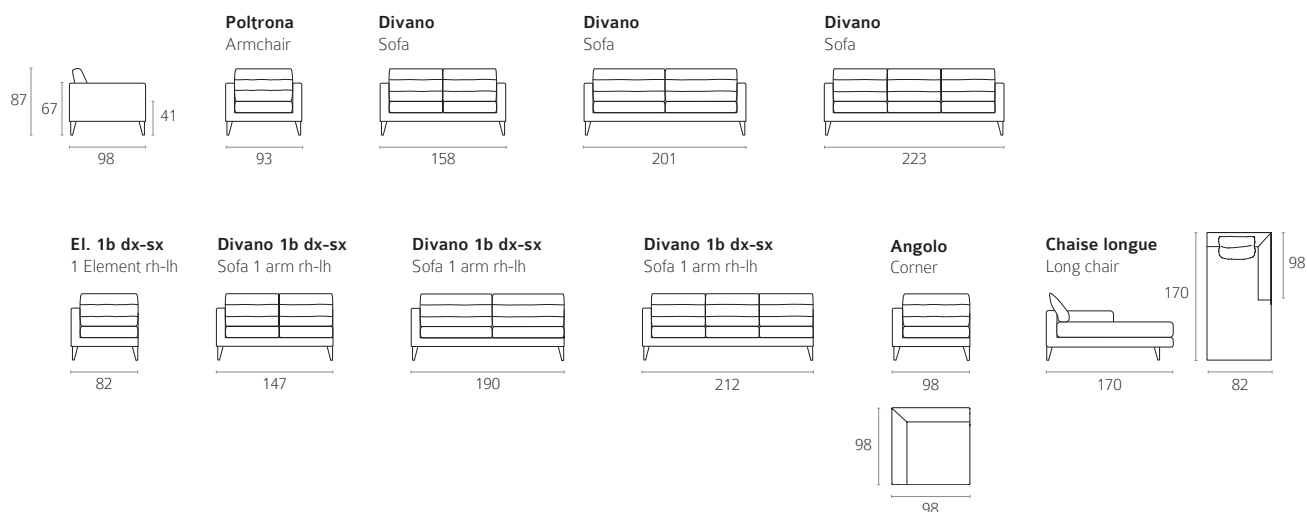 Poltrona
Armchair
Divano
Sofa
Divano
Sofa
Divano
Sofa
87
67
41
98
93
158
201
223
El. 1b dx-sx
1 Element rh-lh
Divano 1b dx-sx
Sofa 1 arm rh-lh
Divano 1b dx-sx
Sofa 1 arm rh-lh
Divano 1b dx-sx
Sofa 1 arm rh-lh
Angolo
Corner
Chaise longue
Long chair
170
98
82
147
190
212
98
170
82
98
98